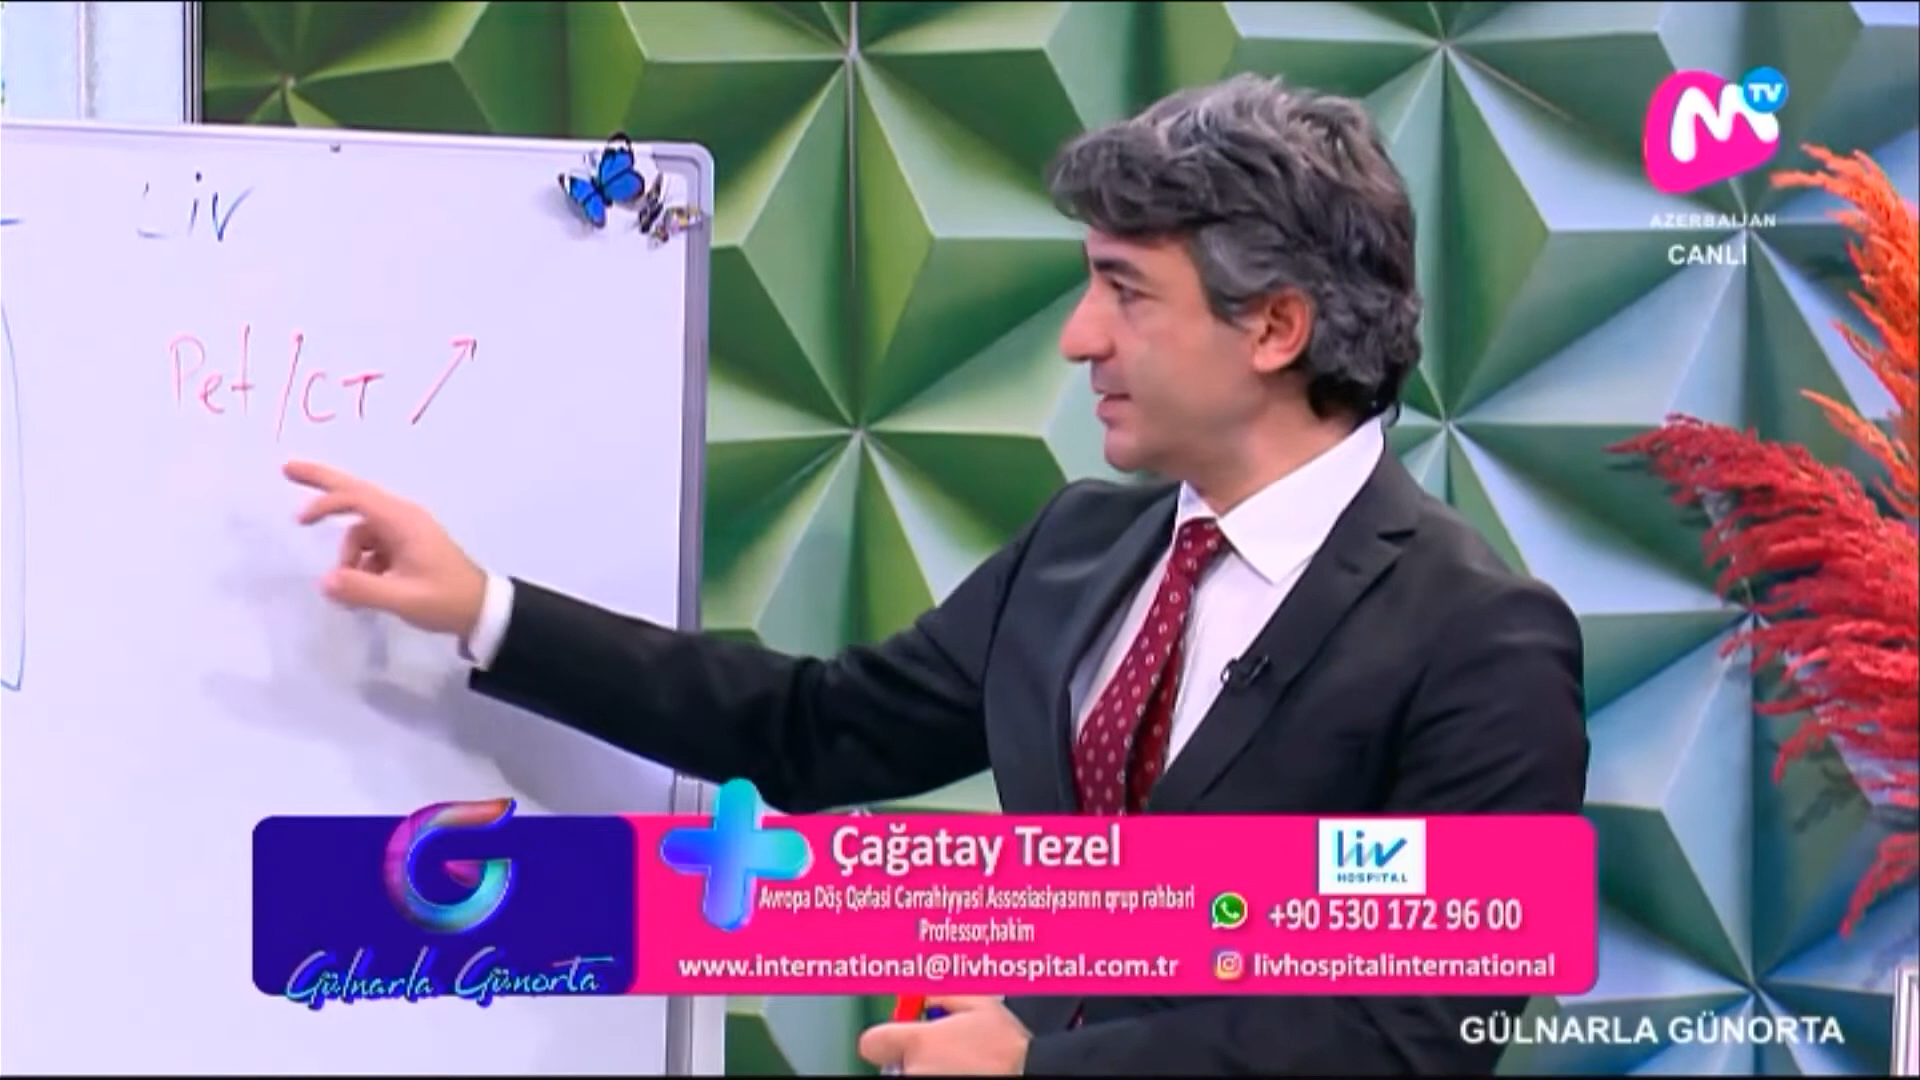 Liv
Pet/CT
M TV
AZERBAIJAN
CANLI
Çağatay Tezel
Avropa Döş Qəfəsi Cərrahiyyəsi Assosiasiyasının qrup rəhbəri
Professor,həkim
www.international@livhospital.com.tr
liv
HOSPITAL
+90 530 172 96 00
livhospitalinternational
Gülnarla Günorta
GÜLNARLA GÜNORTA